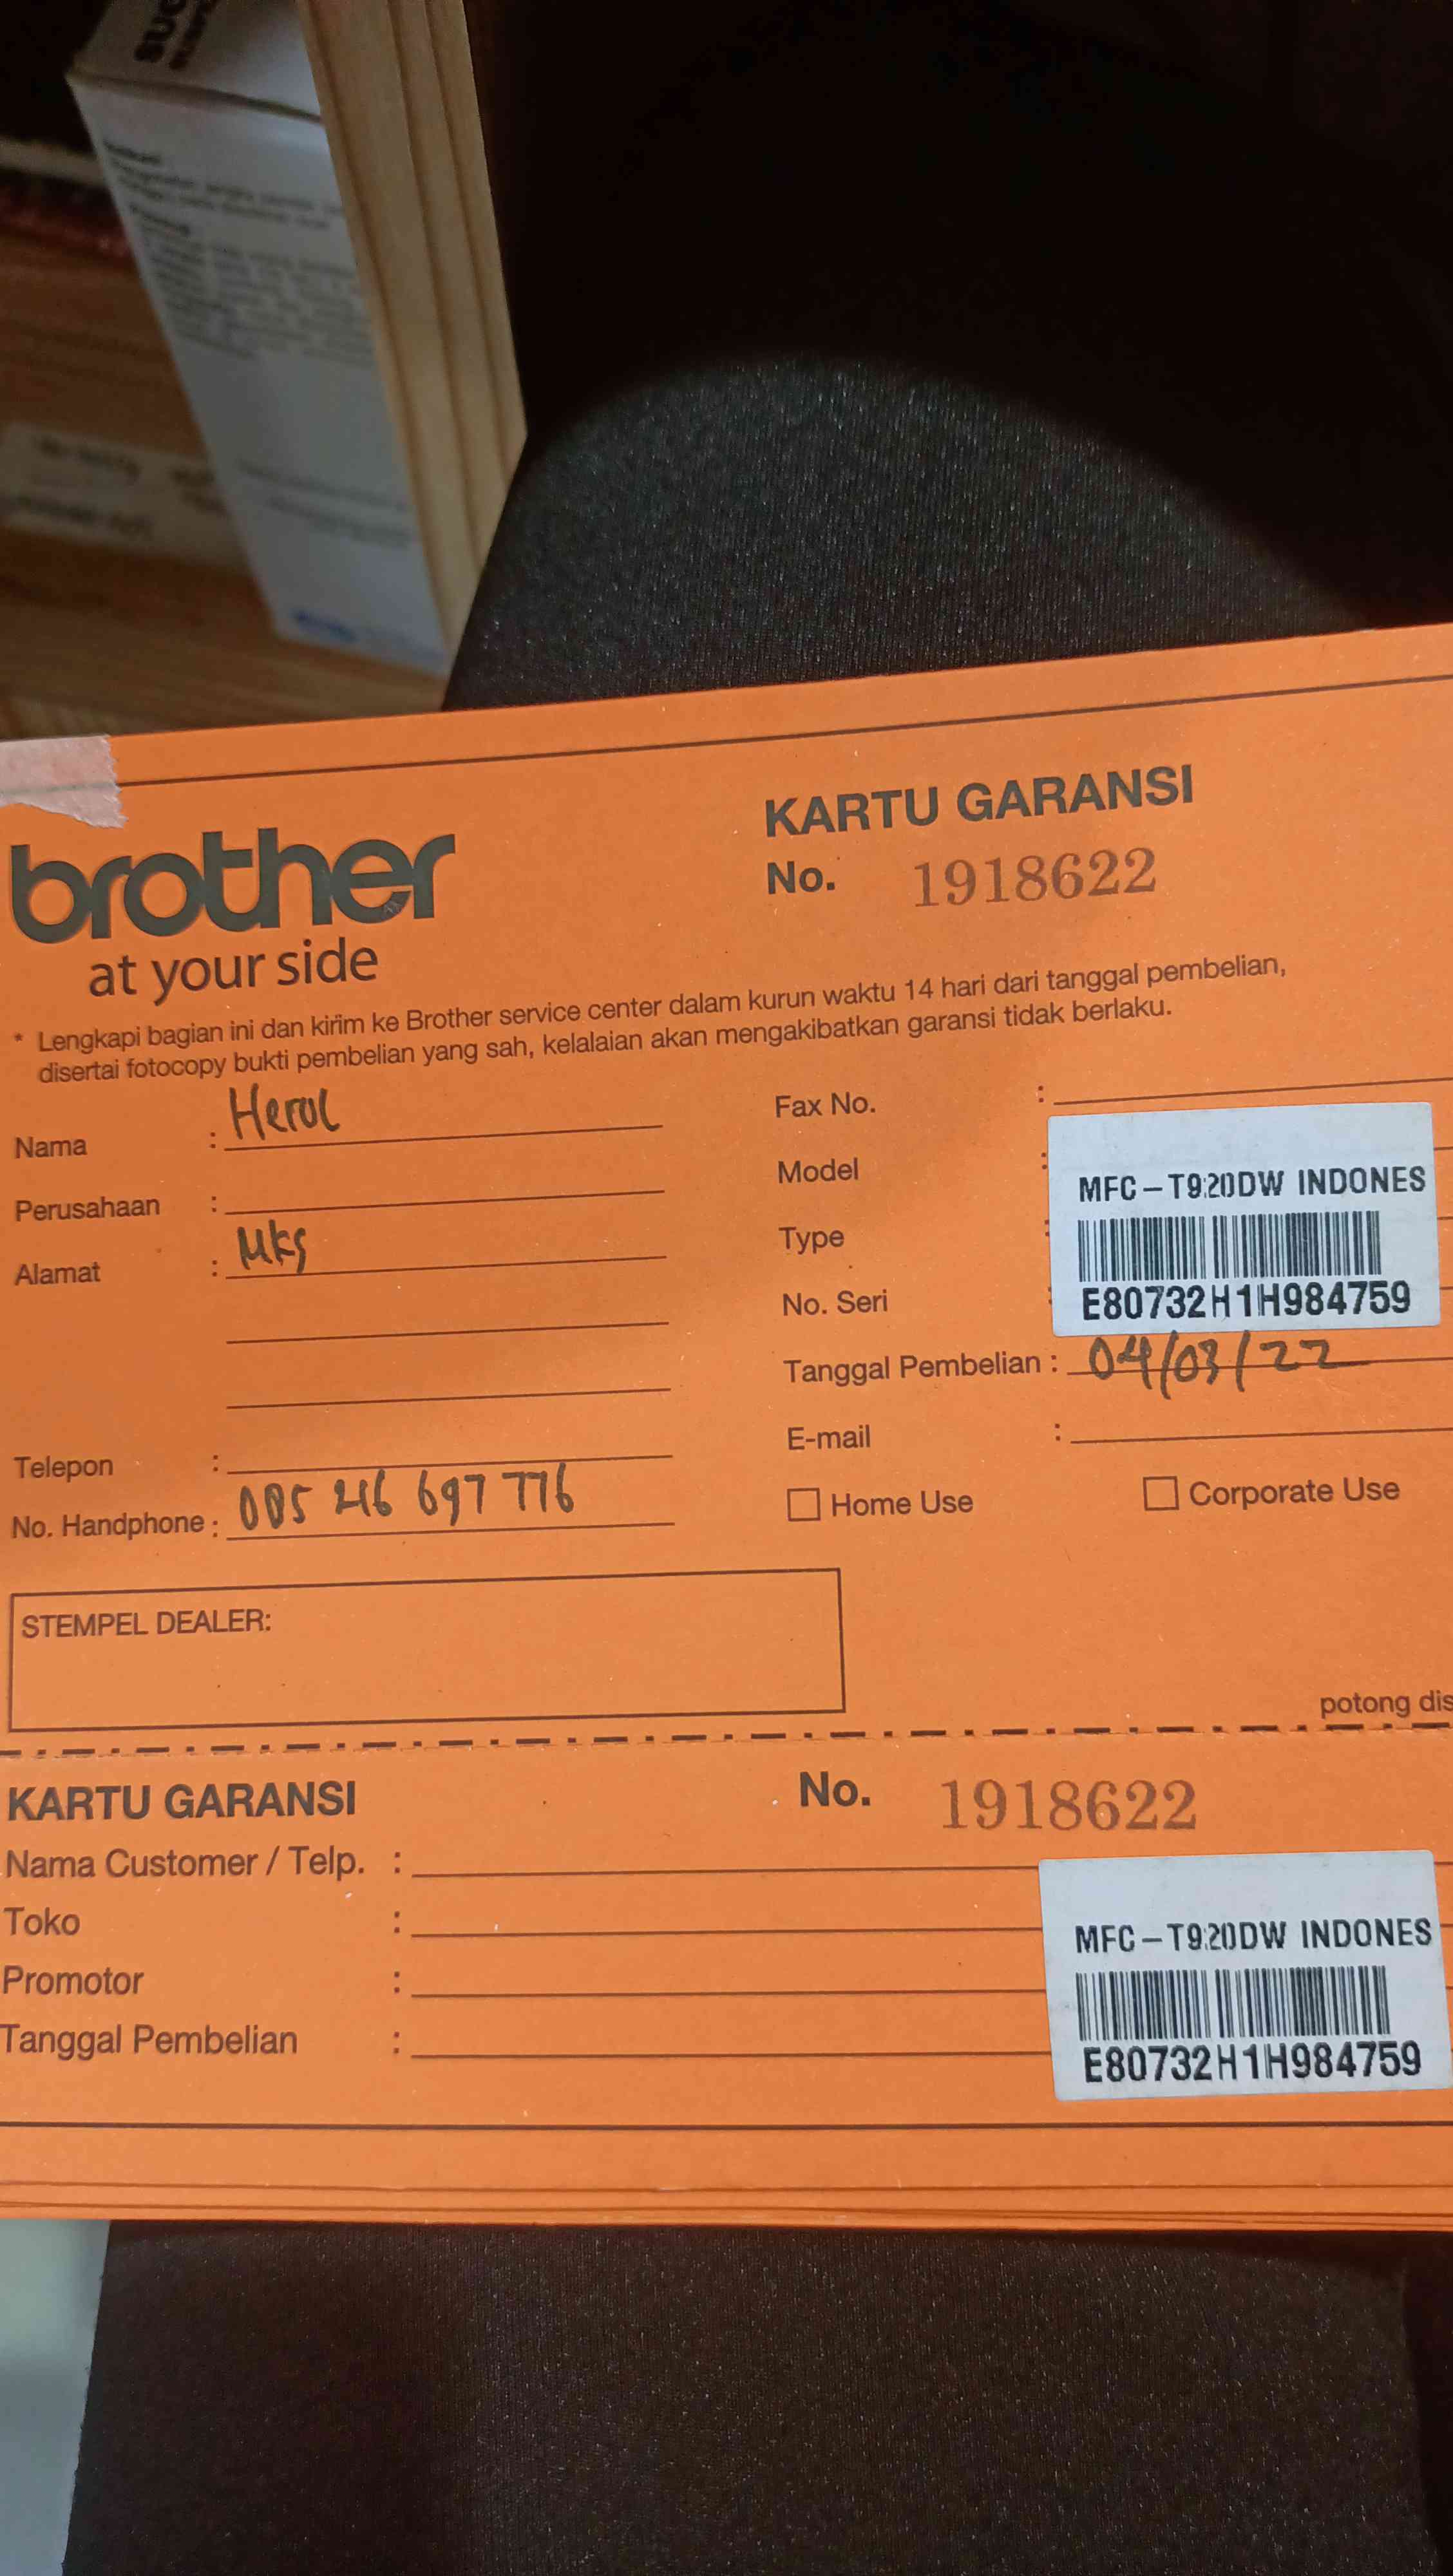 brother
at your side
KARTU GARANSI
No. 1918622
* Lengkapi bagian ini dan kirim ke Brother service center dalam kurun waktu 14 hari dari tanggal pembelian,
disertai fotocopy bukti pembelian yang sah, kelalaian akan mengakibatkan garansi tidak berlaku.
Nama : Herol
Perusahaan :
Alamat : Mks
Telepon :
No. Handphone : 085 246 697 776
Fax No. :
Model :
Type :
No. Seri :
MFC-T920DW INDONES
E80732H1H984759
Tanggal Pembelian : 04/03/22
E-mail :
Home Use
Corporate Use
STEMPEL DEALER:
potong dis
KARTU GARANSI
No. 1918622
Nama Customer / Telp. :
Toko :
Promotor :
Tanggal Pembelian :
MFC-T920DW INDONES
E80732H1H984759